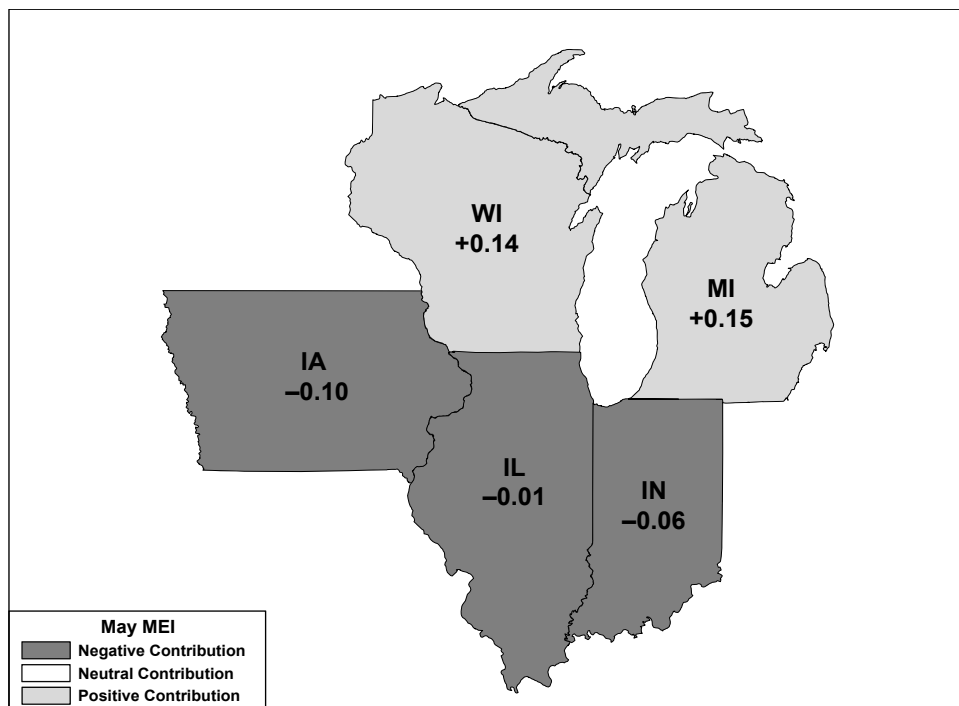 WI
+0.14
MI
+0.15
IA
–0.10
IL
–0.01
IN
–0.06
May MEI
Negative Contribution
Neutral Contribution
Positive Contribution